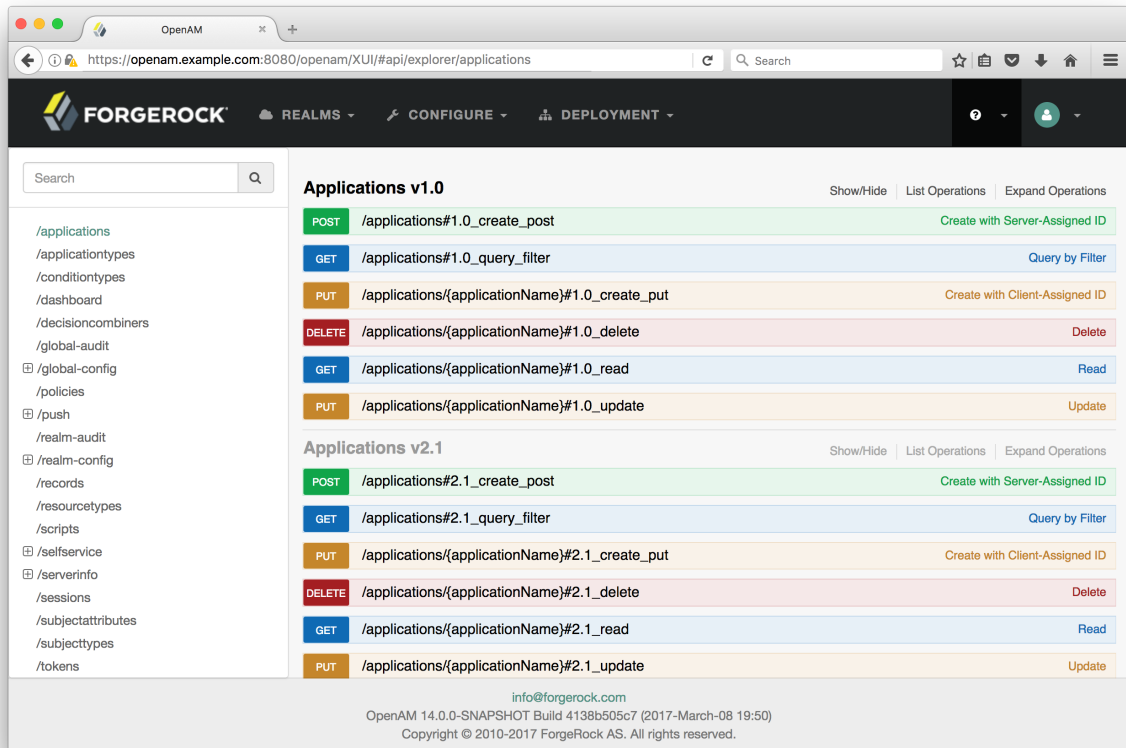 OpenAM
https://openam.example.com:8080/openam/XUI/#api/explorer/applications
Search
FORGEROCK
REALMS
CONFIGURE
DEPLOYMENT
Search
/applications
/applicationtypes
/conditiontypes
/dashboard
/decisioncombiners
/global-audit
/global-config
/policies
/push
/realm-audit
/realm-config
/records
/resourcetypes
/scripts
/selfservice
/serverinfo
/sessions
/subjectattributes
/subjecttypes
/tokens
Applications v1.0 Show/Hide List Operations Expand Operations
POST /applications#1.0_create_post Create with Server-Assigned ID
GET /applications#1.0_query_filter Query by Filter
PUT /applications/{applicationName}#1.0_create_put Create with Client-Assigned ID
DELETE /applications/{applicationName}#1.0_delete Delete
GET /applications/{applicationName}#1.0_read Read
PUT /applications/{applicationName}#1.0_update Update
Applications v2.1 Show/Hide List Operations Expand Operations
POST /applications#2.1_create_post Create with Server-Assigned ID
GET /applications#2.1_query_filter Query by Filter
PUT /applications/{applicationName}#2.1_create_put Create with Client-Assigned ID
DELETE /applications/{applicationName}#2.1_delete Delete
GET /applications/{applicationName}#2.1_read Read
PUT /applications/{applicationName}#2.1_update Update
info@forgerock.com
OpenAM 14.0.0-SNAPSHOT Build 4138b505c7 (2017-March-08 19:50)
Copyright © 2010-2017 ForgeRock AS. All rights reserved.